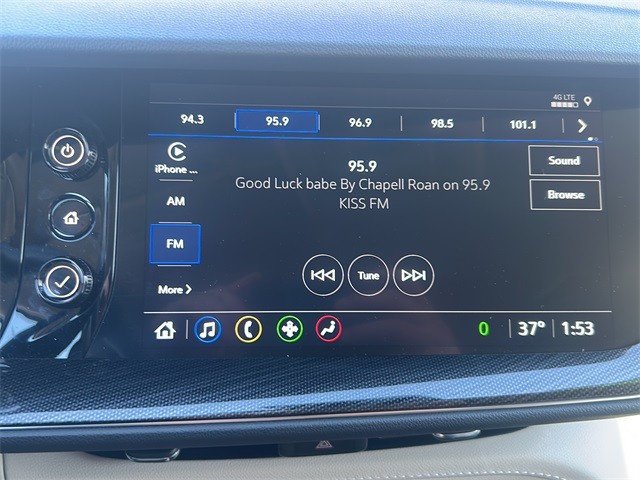 4G LTE
94.3 95.9 96.9 98.5 101.1
iPhone ...
95.9
Sound
Good Luck babe By Chapell Roan on 95.9
KISS FM
Browse
AM
FM
Tune
More
0 37° 1:53